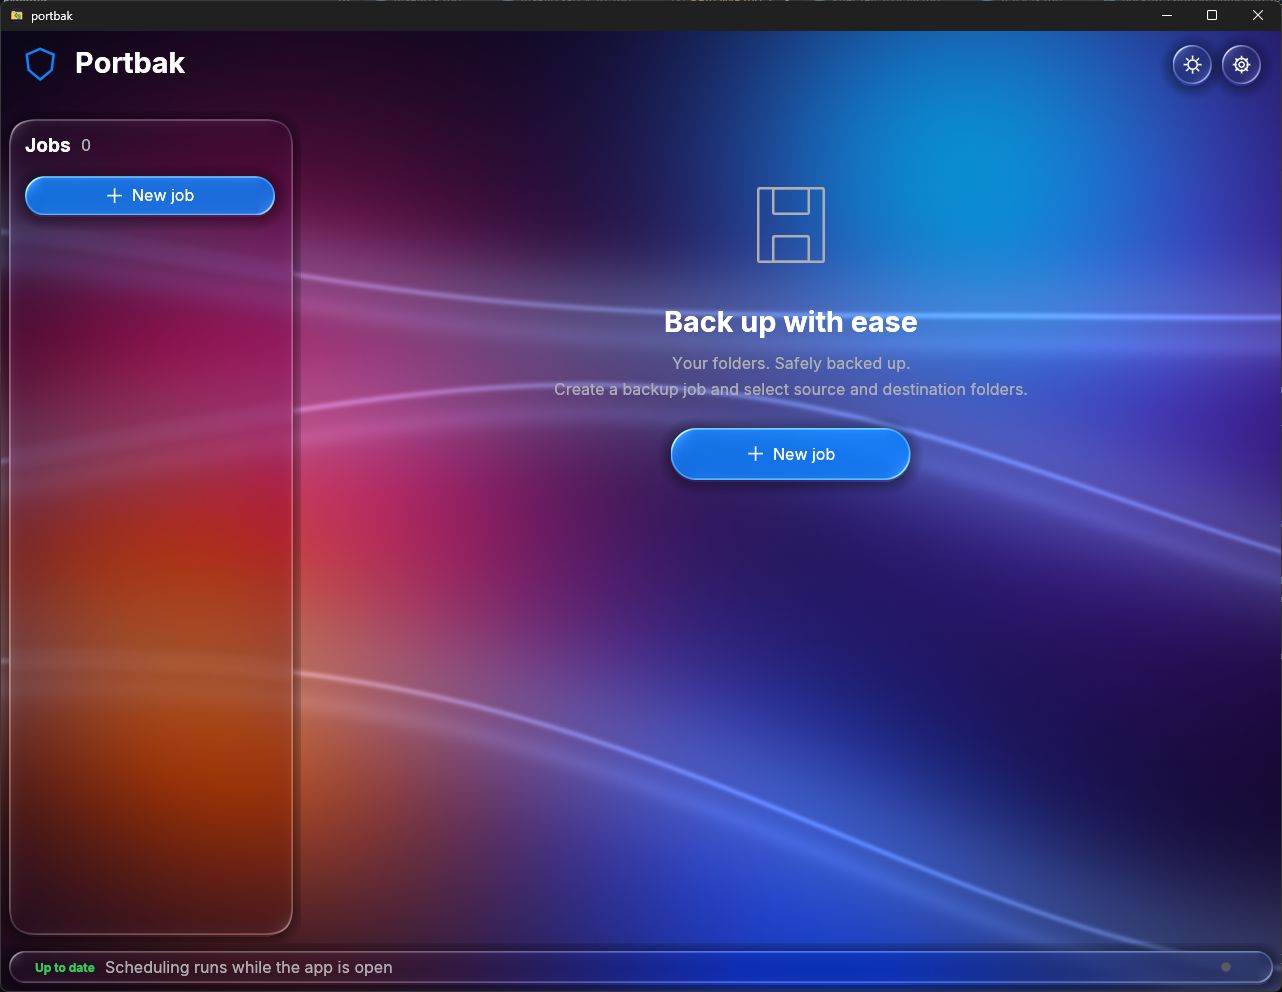 portbak
Portbak
Jobs 0
New job
Back up with ease
Your folders. Safely backed up.
Create a backup job and select source and destination folders.
New job
Up to date Scheduling runs while the app is open